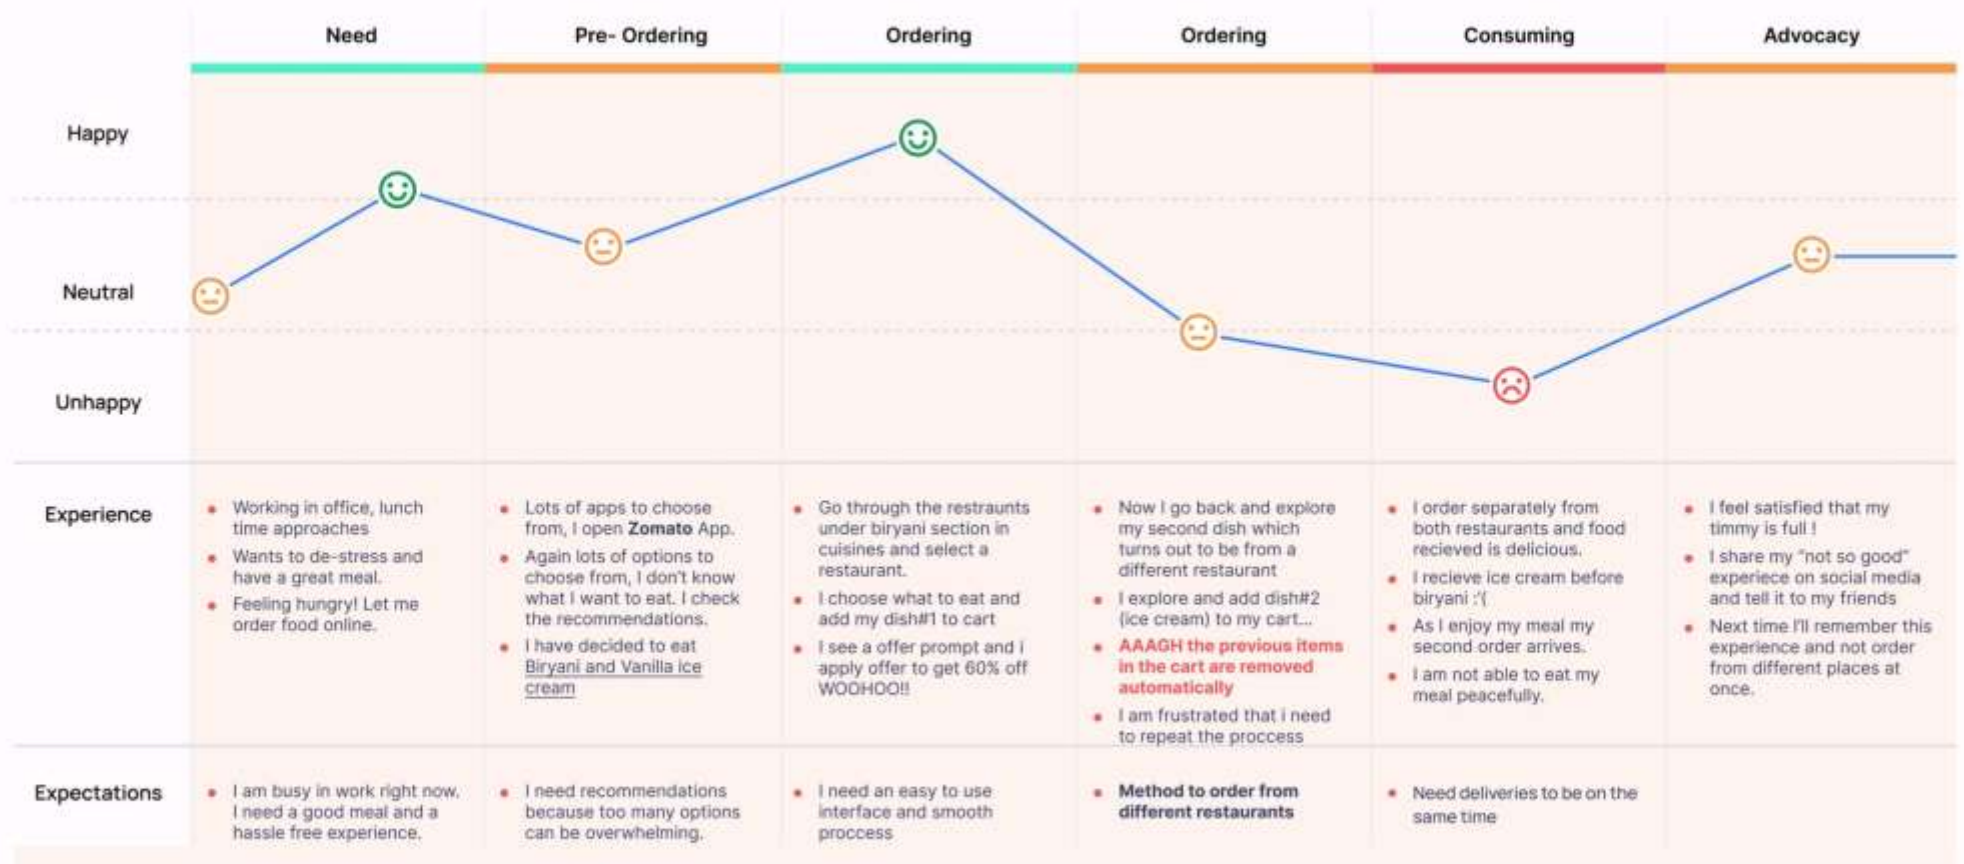 Need
Pre- Ordering
Ordering
Ordering
Consuming
Advocacy
Happy
Neutral
Unhappy
Experience
Working in office, lunch
time approaches
Wants to de-stress and
have a great meal.
Feeling hungry! Let me
order food online.
Lots of apps to choose
from, I open Zomato App.
Again lots of options to
choose from, I don't know
what I want to eat. I check
the recommendations.
I have decided to eat
Biryani and Vanilla ice
cream
Go through the restraunts
under biryani section in
cuisines and select a
restaurant.
I choose what to eat and
add my dish#1 to cart
I see a offer prompt and i
apply offer to get 60% off
WOOHOO!!
Now I go back and explore
my second dish which
turns out to be from a
different restaurant
I explore and add dish#2
(ice cream) to my cart...
AAAGH the previous items
in the cart are removed
automatically
I am frustrated that i need
to repeat the proccess
I order separately from
both restaurants and food
recieved is delicious.
I recieve ice cream before
biryani :'(
As I enjoy my meal my
second order arrives.
I am not able to eat my
meal peacefully.
I feel satisfied that my
timmy is full !
I share my "not so good"
experiece on social media
and tell it to my friends
Next time I'll remember this
experience and not order
from different places at
once.
Expectations
I am busy in work right now.
I need a good meal and a
hassle free experience.
I need recommendations
because too many options
can be overwhelming.
I need an easy to use
interface and smooth
proccess
Method to order from
different restaurants
Need deliveries to be on the
same time